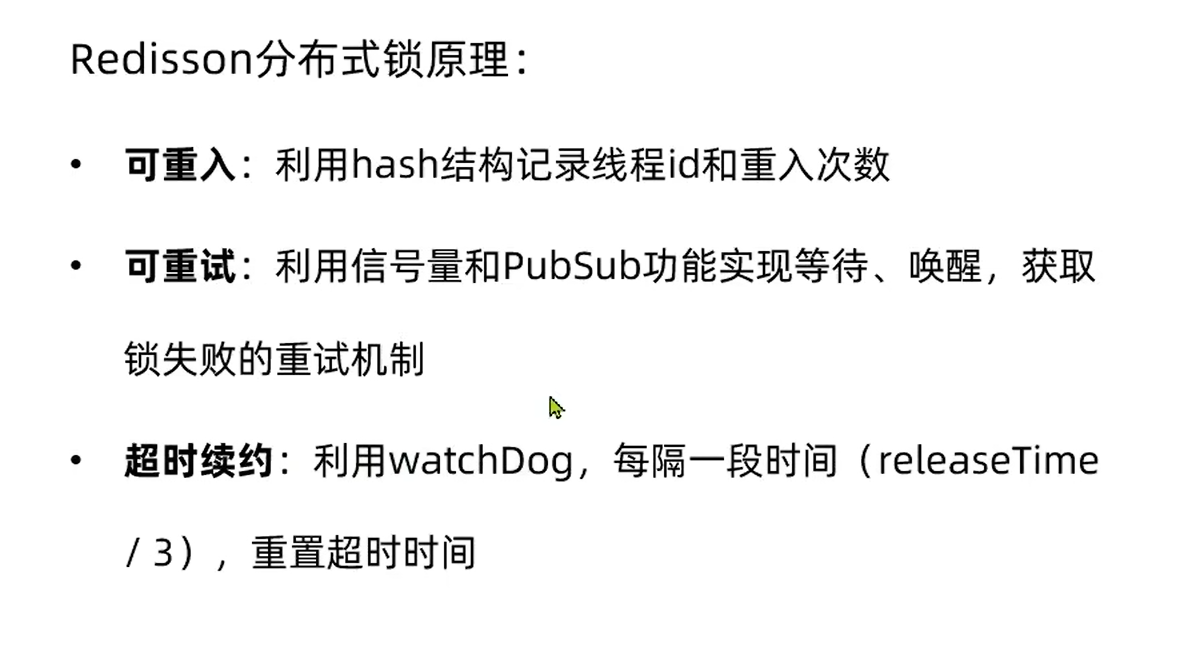 Redisson分布式锁原理：
• 可重入：利用hash结构记录线程id和重入次数
• 可重试：利用信号量和PubSub功能实现等待、唤醒，获取
锁失败的重试机制
• 超时续约：利用watchDog，每隔一段时间（releaseTime
/ 3），重置超时时间